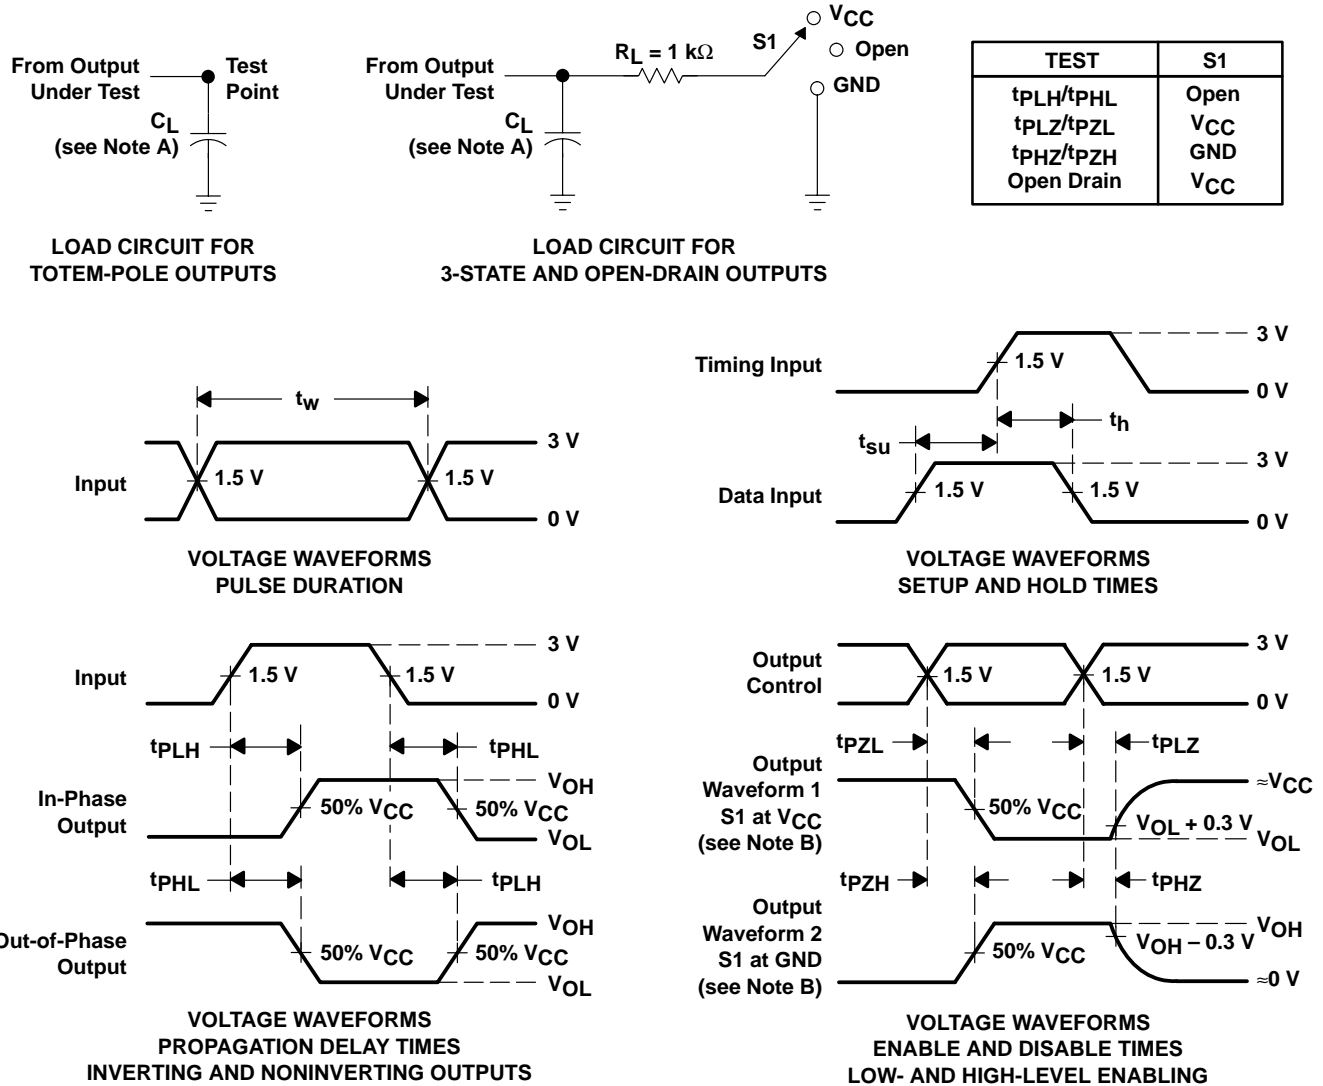 From Output
Under Test
Test
Point
CL
(see Note A)
LOAD CIRCUIT FOR
TOTEM-POLE OUTPUTS
From Output
Under Test
RL = 1 kΩ
S1
VCC
Open
GND
CL
(see Note A)
LOAD CIRCUIT FOR
3-STATE AND OPEN-DRAIN OUTPUTS
TEST S1
tPLH/tPHL Open
tPLZ/tPZL VCC
tPHZ/tPZH GND
Open Drain VCC
tw
Input
1.5 V
1.5 V
3 V
0 V
VOLTAGE WAVEFORMS
PULSE DURATION
Timing Input
1.5 V
3 V
0 V
tsu
th
Data Input
1.5 V
1.5 V
3 V
0 V
VOLTAGE WAVEFORMS
SETUP AND HOLD TIMES
Input
1.5 V
1.5 V
3 V
0 V
tPLH
tPHL
In-Phase
Output
50% VCC
50% VCC
VOH
VOL
tPHL
tPLH
Out-of-Phase
Output
50% VCC
50% VCC
VOH
VOL
VOLTAGE WAVEFORMS
PROPAGATION DELAY TIMES
INVERTING AND NONINVERTING OUTPUTS
Output
Control
1.5 V
1.5 V
3 V
0 V
tPZL
tPLZ
Output
Waveform 1
S1 at VCC
(see Note B)
50% VCC
VOL + 0.3 V
≈VCC
VOL
tPZH
tPHZ
Output
Waveform 2
S1 at GND
(see Note B)
50% VCC
VOH – 0.3 V
VOH
≈0 V
VOLTAGE WAVEFORMS
ENABLE AND DISABLE TIMES
LOW- AND HIGH-LEVEL ENABLING